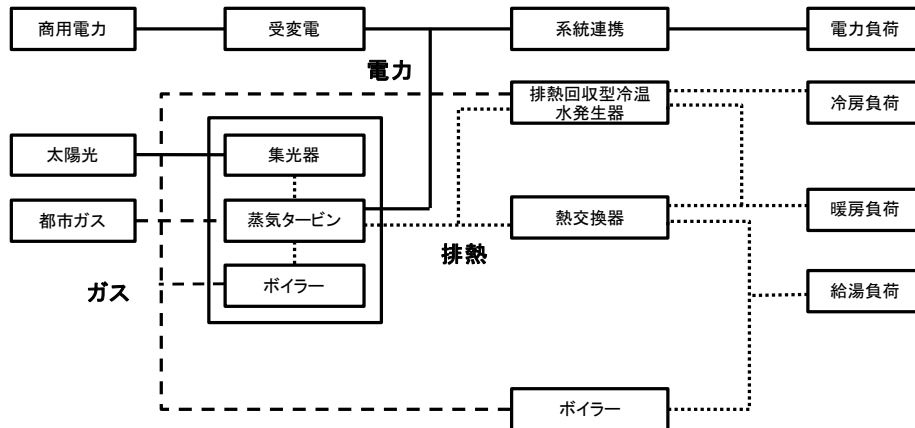 商用電力
受変電
系統連携
電力負荷
電力
排熱回収型冷温
水発生器
冷房負荷
太陽光
集光器
都市ガス
蒸気タービン
熱交換器
暖房負荷
排熱
ガス
ボイラー
給湯負荷
ボイラー